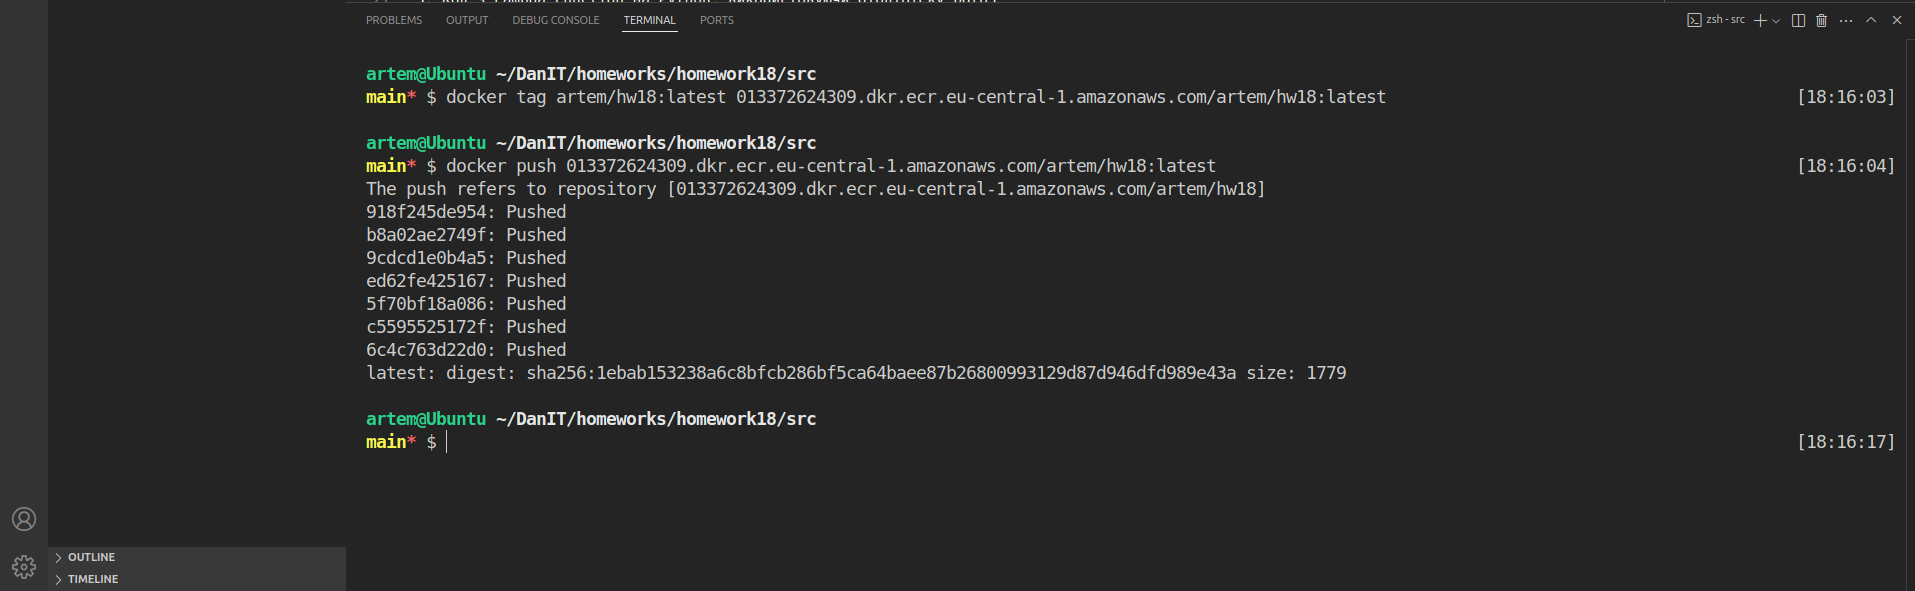 PROBLEMS OUTPUT DEBUG CONSOLE TERMINAL PORTS zsh - src
artem@Ubuntu ~/DanIT/homeworks/homework18/src
main* $ docker tag artem/hw18:latest 013372624309.dkr.ecr.eu-central-1.amazonaws.com/artem/hw18:latest [18:16:03]
artem@Ubuntu ~/DanIT/homeworks/homework18/src
main* $ docker push 013372624309.dkr.ecr.eu-central-1.amazonaws.com/artem/hw18:latest [18:16:04]
The push refers to repository [013372624309.dkr.ecr.eu-central-1.amazonaws.com/artem/hw18]
918f245de954: Pushed
b8a02ae2749f: Pushed
9cdcd1e0b4a5: Pushed
ed62fe425167: Pushed
5f70bf18a086: Pushed
c5595525172f: Pushed
6c4c763d22d0: Pushed
latest: digest: sha256:1ebab153238a6c8bfcb286bf5ca64baee87b26800993129d87d946dfd989e43a size: 1779
artem@Ubuntu ~/DanIT/homeworks/homework18/src
main* $ [18:16:17]
OUTLINE
TIMELINE